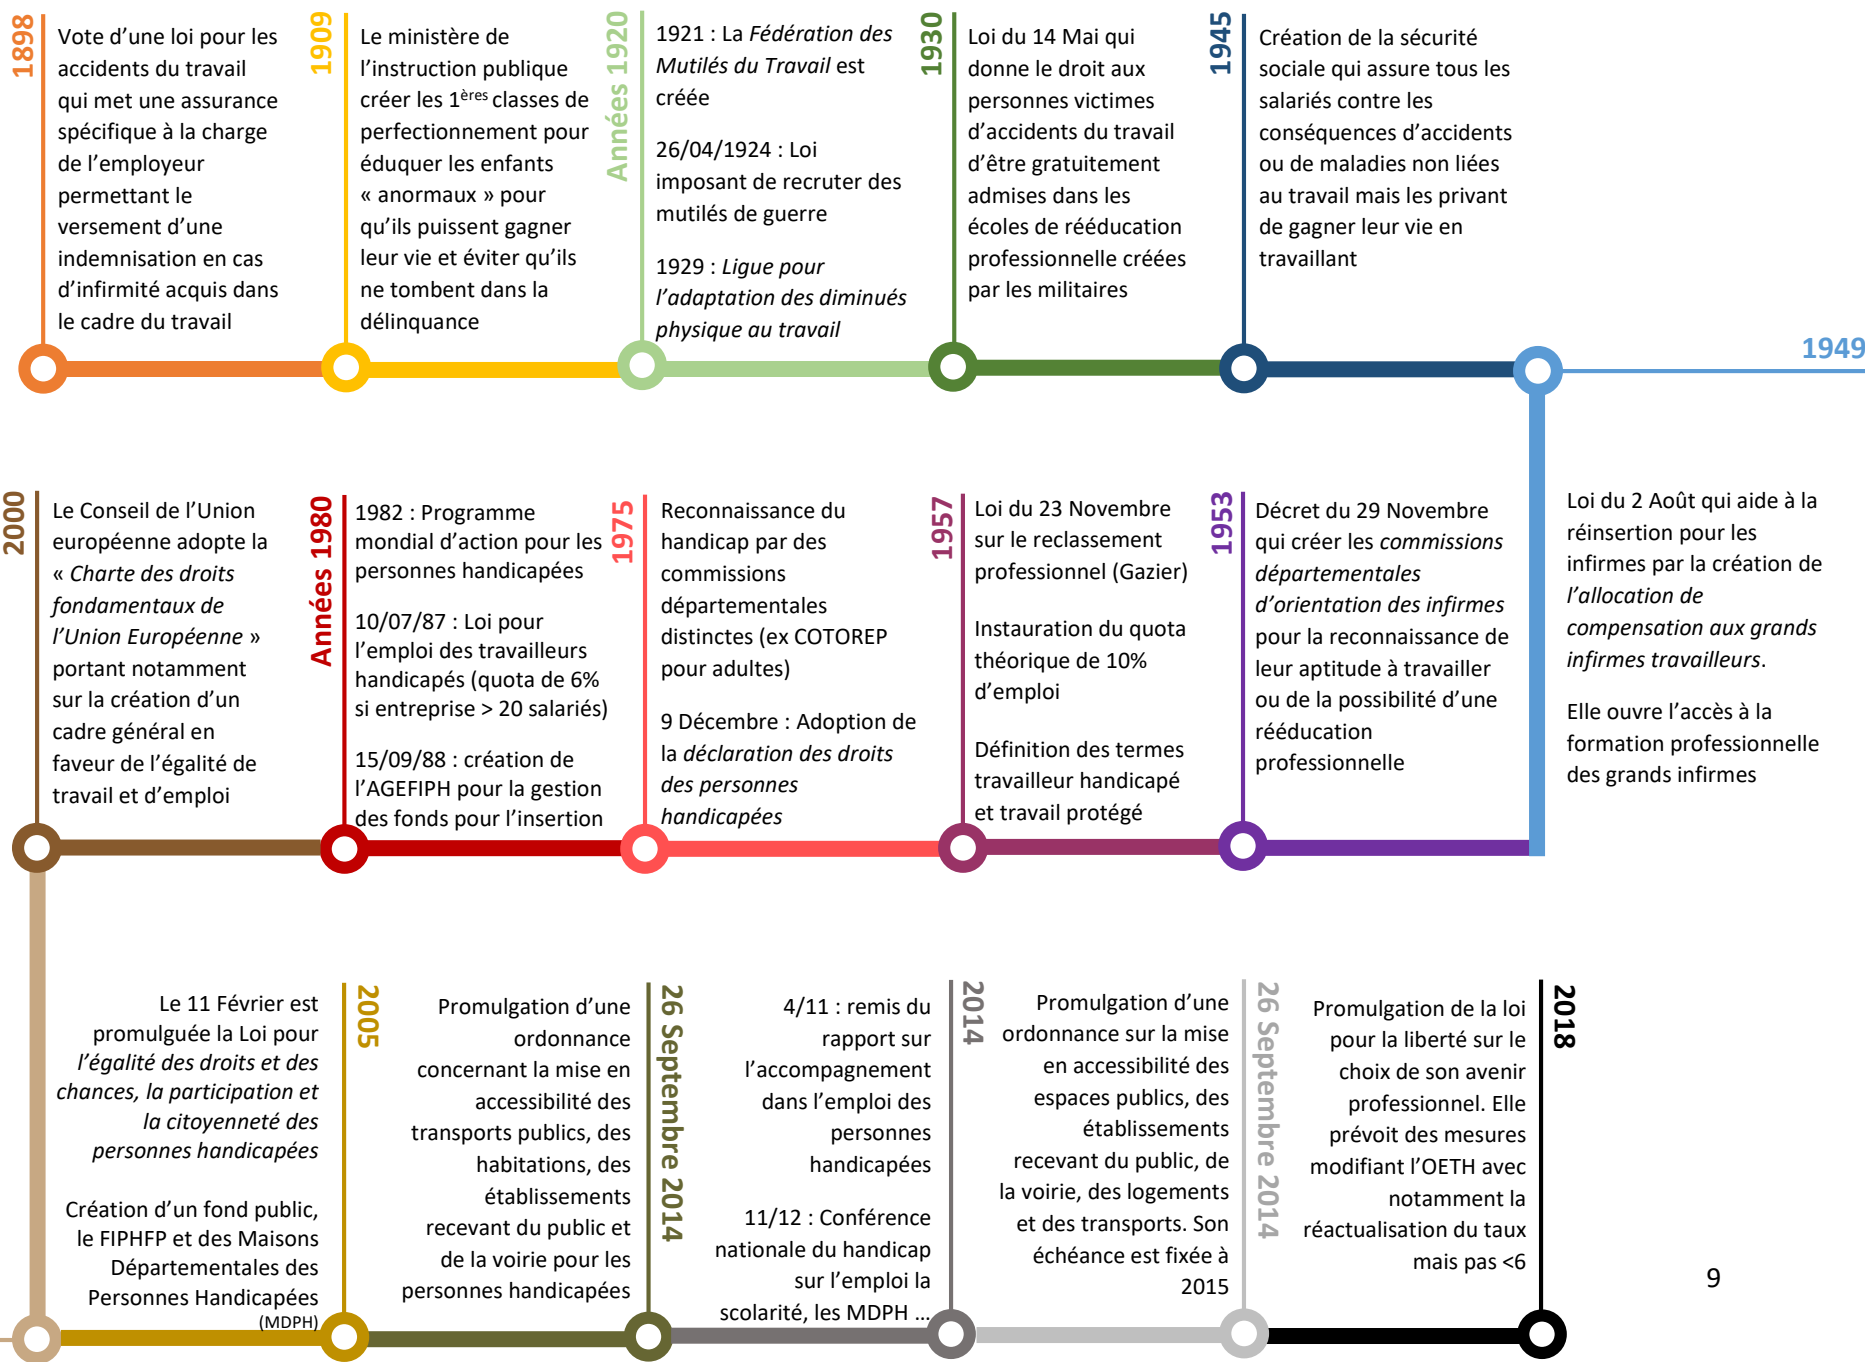 1898
Vote d’une loi pour les
accidents du travail
qui met une assurance
spécifique à la charge
de l’employeur
permettant le
versement d’une
indemnisation en cas
d’infirmité acquis dans
le cadre du travail
1909
Le ministère de
l’instruction publique
créer les 1ères classes de
perfectionnement pour
éduquer les enfants
« anormaux » pour
qu’ils puissent gagner
leur vie et éviter qu’ils
ne tombent dans la
délinquance
Années 1920
1921 : La Fédération des
Mutilés du Travail est
créée
26/04/1924 : Loi
imposant de recruter des
mutilés de guerre
1929 : Ligue pour
l’adaptation des diminués
physique au travail
1930
Loi du 14 Mai qui
donne le droit aux
personnes victimes
d’accidents du travail
d’être gratuitement
admises dans les
écoles de rééducation
professionnelle créées
par les militaires
1945
Création de la sécurité
sociale qui assure tous les
salariés contre les
conséquences d’accidents
ou de maladies non liées
au travail mais les privant
de gagner leur vie en
travaillant
1949
Loi du 2 Août qui aide à la
réinsertion pour les
infirmes par la création de
l’allocation de
compensation aux grands
infirmes travailleurs.
Elle ouvre l’accès à la
formation professionnelle
des grands infirmes
1953
Décret du 29 Novembre
qui créer les commissions
départementales
d’orientation des infirmes
pour la reconnaissance de
leur aptitude à travailler
ou de la possibilité d’une
rééducation
professionnelle
1957
Loi du 23 Novembre
sur le reclassement
professionnel (Gazier)
Instauration du quota
théorique de 10%
d’emploi
Définition des termes
travailleur handicapé
et travail protégé
1975
Reconnaissance du
handicap par des
commissions
départementales
distinctes (ex COTOREP
pour adultes)
9 Décembre : Adoption de
la déclaration des droits
des personnes
handicapées
Années 1980
1982 : Programme
mondial d’action pour les
personnes handicapées
10/07/87 : Loi pour
l’emploi des travailleurs
handicapés (quota de 6%
si entreprise > 20 salariés)
15/09/88 : création de
l’AGEFIPH pour la gestion
des fonds pour l’insertion
2000
Le Conseil de l’Union
européenne adopte la
« Charte des droits
fondamentaux de
l’Union Européenne »
portant notamment
sur la création d’un
cadre général en
faveur de l’égalité de
travail et d’emploi
Le 11 Février est
promulguée la Loi pour
l’égalité des droits et des
chances, la participation et
la citoyenneté des
personnes handicapées
Création d’un fond public,
le FIPHFP et des Maisons
Départementales des
Personnes Handicapées
(MDPH)
2005
Promulgation d’une
ordonnance
concernant la mise en
accessibilité des
transports publics, des
habitations, des
établissements
recevant du public et
de la voirie pour les
personnes handicapées
26 Septembre 2014
4/11 : remis du
rapport sur
l’accompagnement
dans l’emploi des
personnes
handicapées
11/12 : Conférence
nationale du handicap
sur l’emploi la
scolarité, les MDPH ...
2014
Promulgation d’une
ordonnance sur la mise
en accessibilité des
espaces publics, des
établissements
recevant du public, de
la voirie, des logements
et des transports. Son
échéance est fixée à
2015
26 Septembre 2014
Promulgation de la loi
pour la liberté sur le
choix de son avenir
professionnel. Elle
prévoit des mesures
modifiant l’OETH avec
notamment la
réactualisation du taux
mais pas <6
2018
9